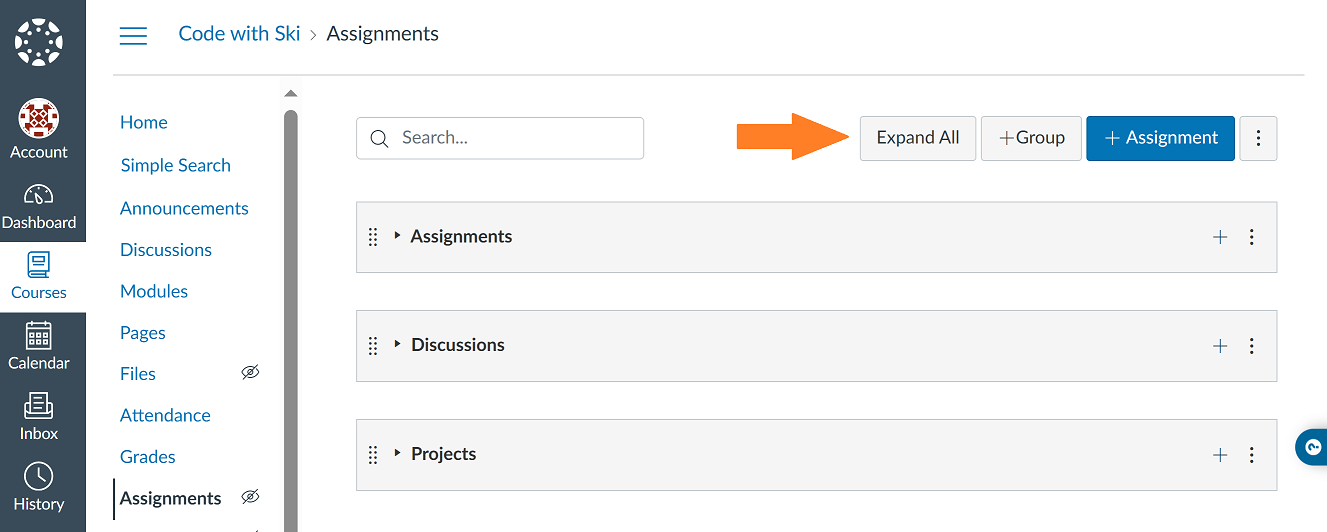 Code with Ski > Assignments
Account
Dashboard
Courses
Calendar
Inbox
History
Home
Simple Search
Announcements
Discussions
Modules
Pages
Files
Attendance
Grades
Assignments
Search...
Expand All
+Group
+ Assignment
Assignments
Discussions
Projects